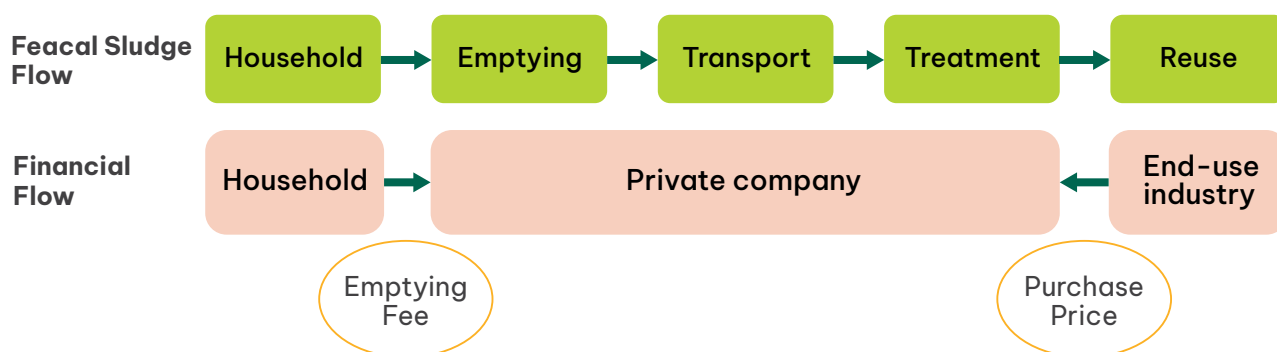 Feacal Sludge
Flow
Household
Emptying
Transport
Treatment
Reuse
Financial
Flow
Household
Private company
End-use
industry
Emptying
Fee
Purchase
Price